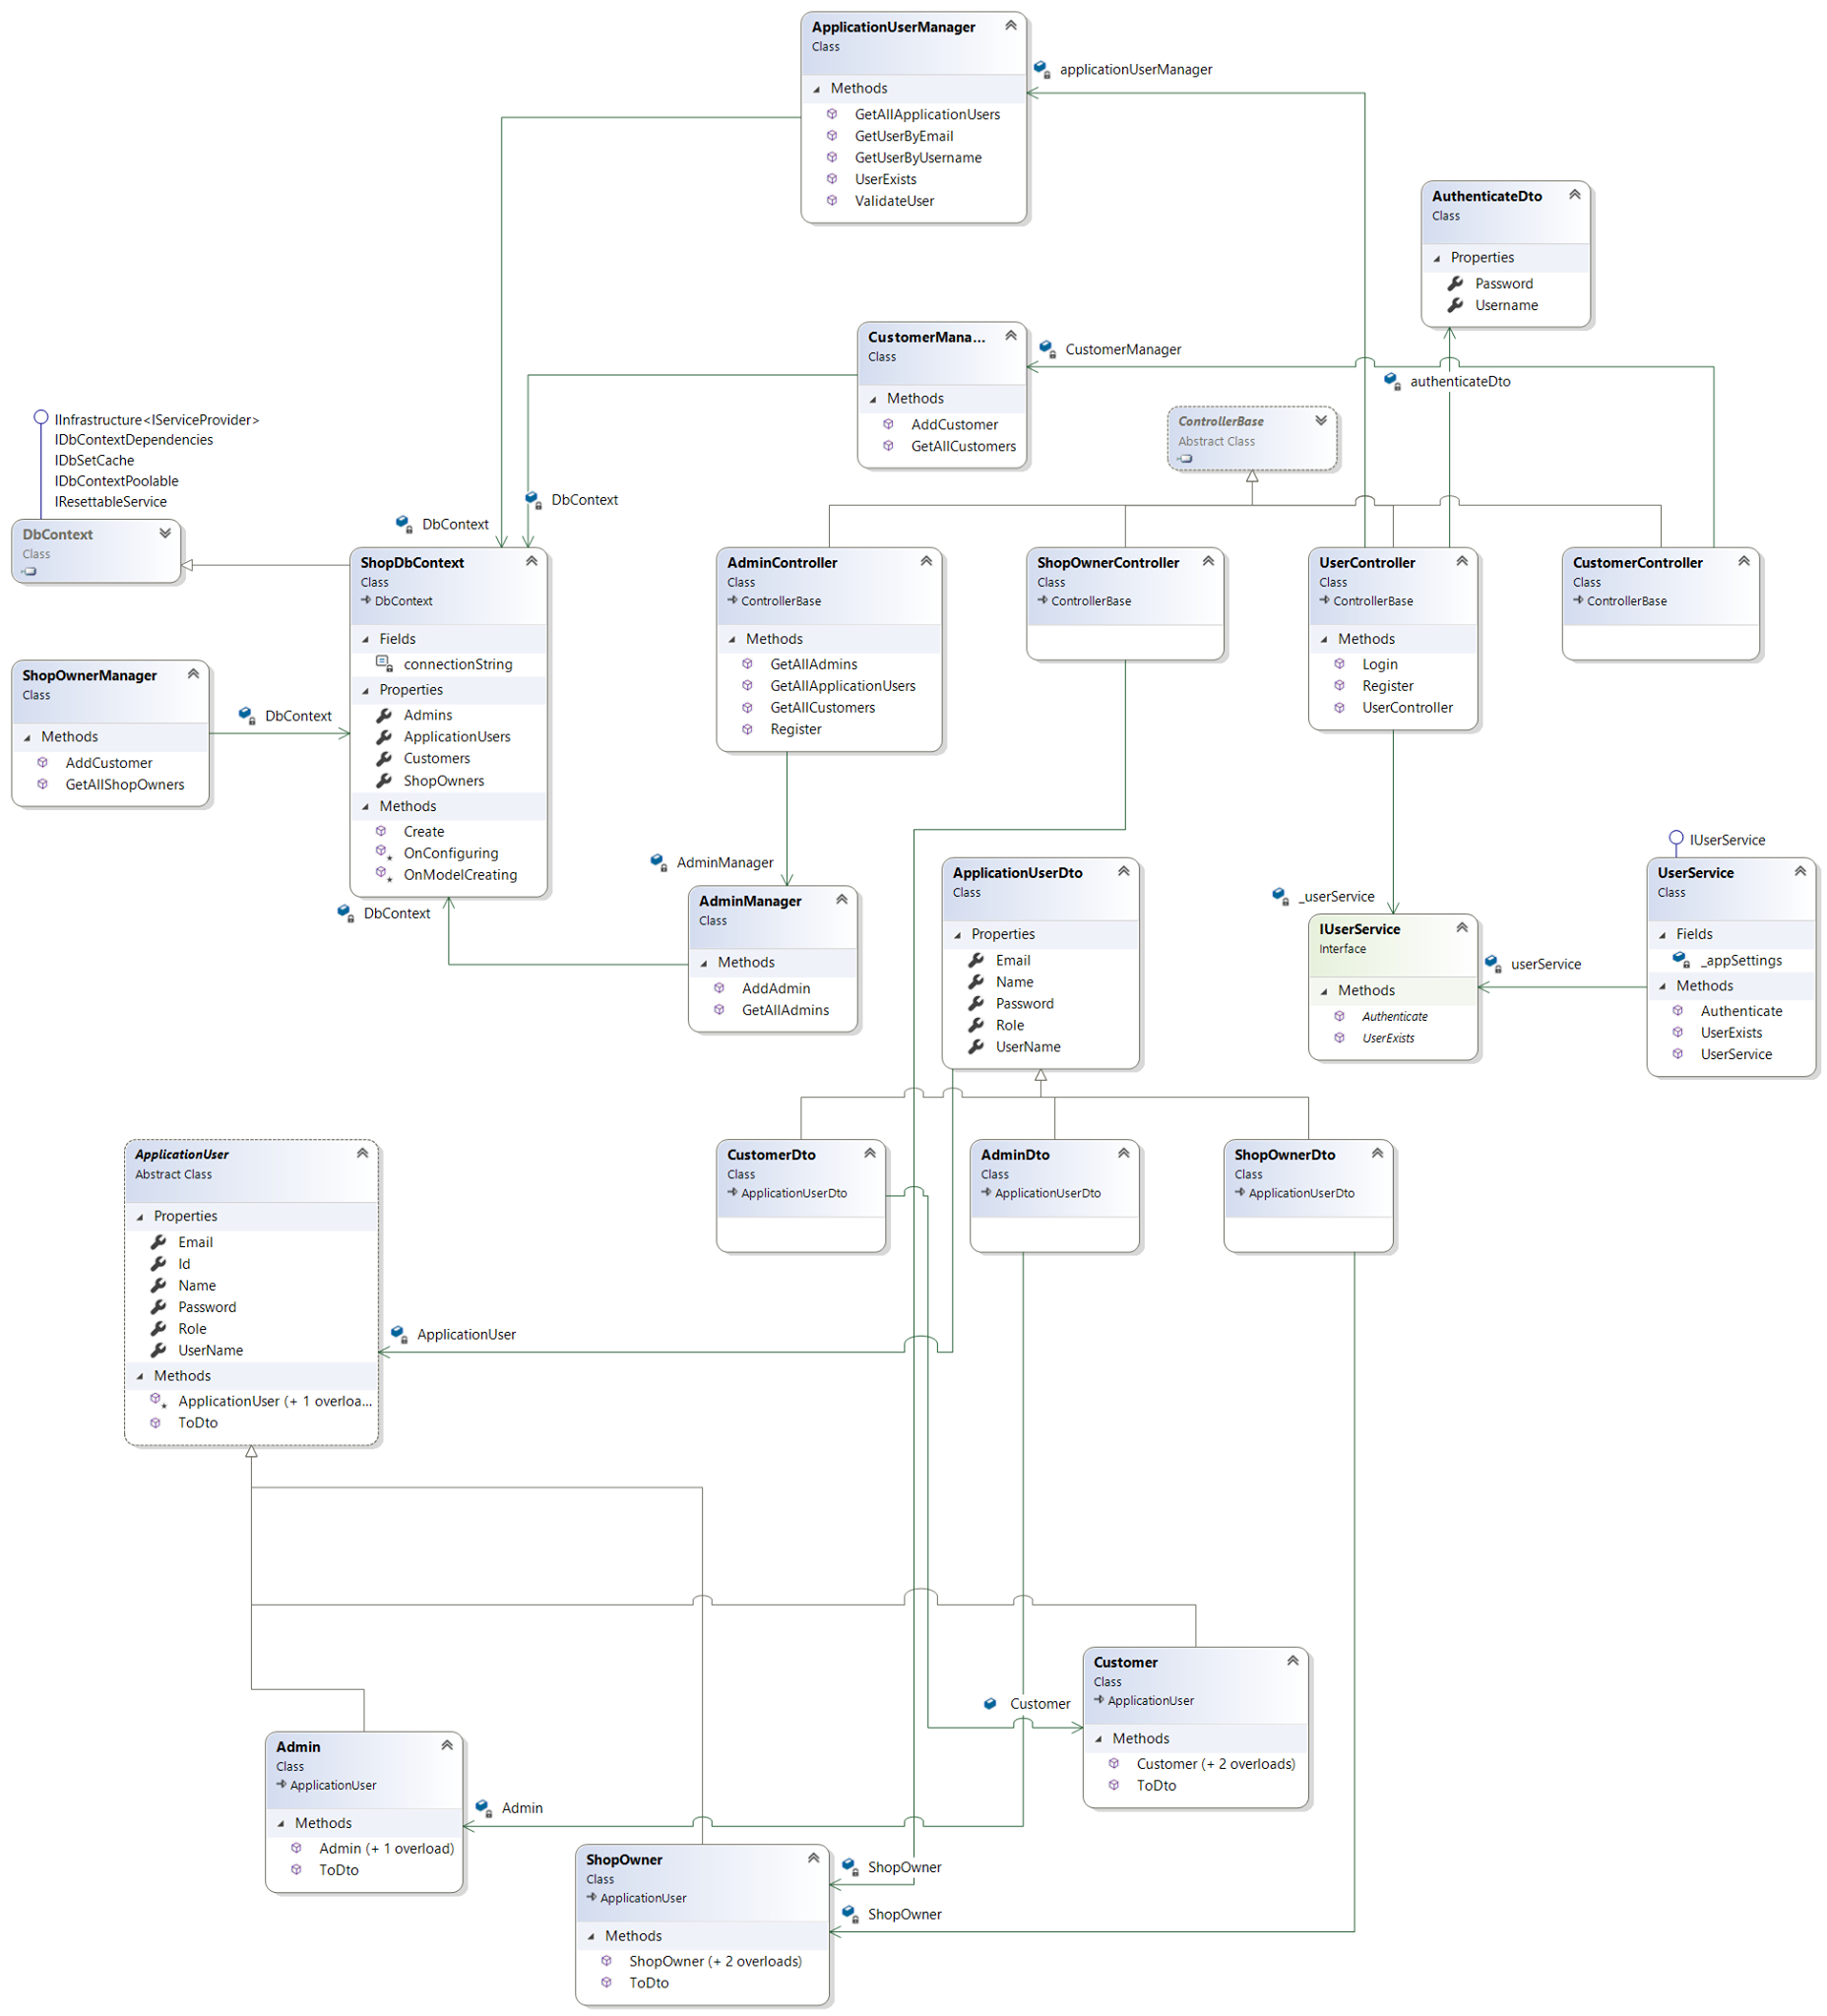 ApplicationUserManager
Class
Methods
GetAllApplicationUsers
GetUserByEmail
GetUserByUsername
UserExists
ValidateUser
applicationUserManager
AuthenticateDto
Class
Properties
Password
Username
authenticateDto
CustomerMana...
Class
Methods
AddCustomer
GetAllCustomers
CustomerManager
ControllerBase
Abstract Class
IInfrastructure<IServiceProvider>
IDbContextDependencies
IDbSetCache
IDbContextPoolable
IResettableService
DbContext
Class
DbContext
DbContext
ShopDbContext
Class
DbContext
Fields
connectionString
Properties
Admins
ApplicationUsers
Customers
ShopOwners
Methods
Create
OnConfiguring
OnModelCreating
AdminController
Class
ControllerBase
Methods
GetAllAdmins
GetAllApplicationUsers
GetAllCustomers
Register
ShopOwnerController
Class
ControllerBase
UserController
Class
ControllerBase
Methods
Login
Register
UserController
CustomerController
Class
ControllerBase
ShopOwnerManager
Class
Methods
AddCustomer
GetAllShopOwners
DbContext
DbContext
AdminManager
AdminManager
Class
Methods
AddAdmin
GetAllAdmins
ApplicationUserDto
Class
Properties
Email
Name
Password
Role
UserName
_userService
IUserService
Interface
Methods
Authenticate
UserExists
userService
IUserService
UserService
Class
Fields
_appSettings
Methods
Authenticate
UserExists
UserService
ApplicationUser
Abstract Class
Properties
Email
Id
Name
Password
Role
UserName
Methods
ApplicationUser (+ 1 overloa...
ToDto
ApplicationUser
CustomerDto
Class
ApplicationUserDto
AdminDto
Class
ApplicationUserDto
ShopOwnerDto
Class
ApplicationUserDto
Customer
Customer
Class
ApplicationUser
Methods
Customer (+ 2 overloads)
ToDto
Admin
Class
ApplicationUser
Methods
Admin (+ 1 overload)
ToDto
Admin
ShopOwner
Class
ApplicationUser
Methods
ShopOwner (+ 2 overloads)
ToDto
ShopOwner
ShopOwner